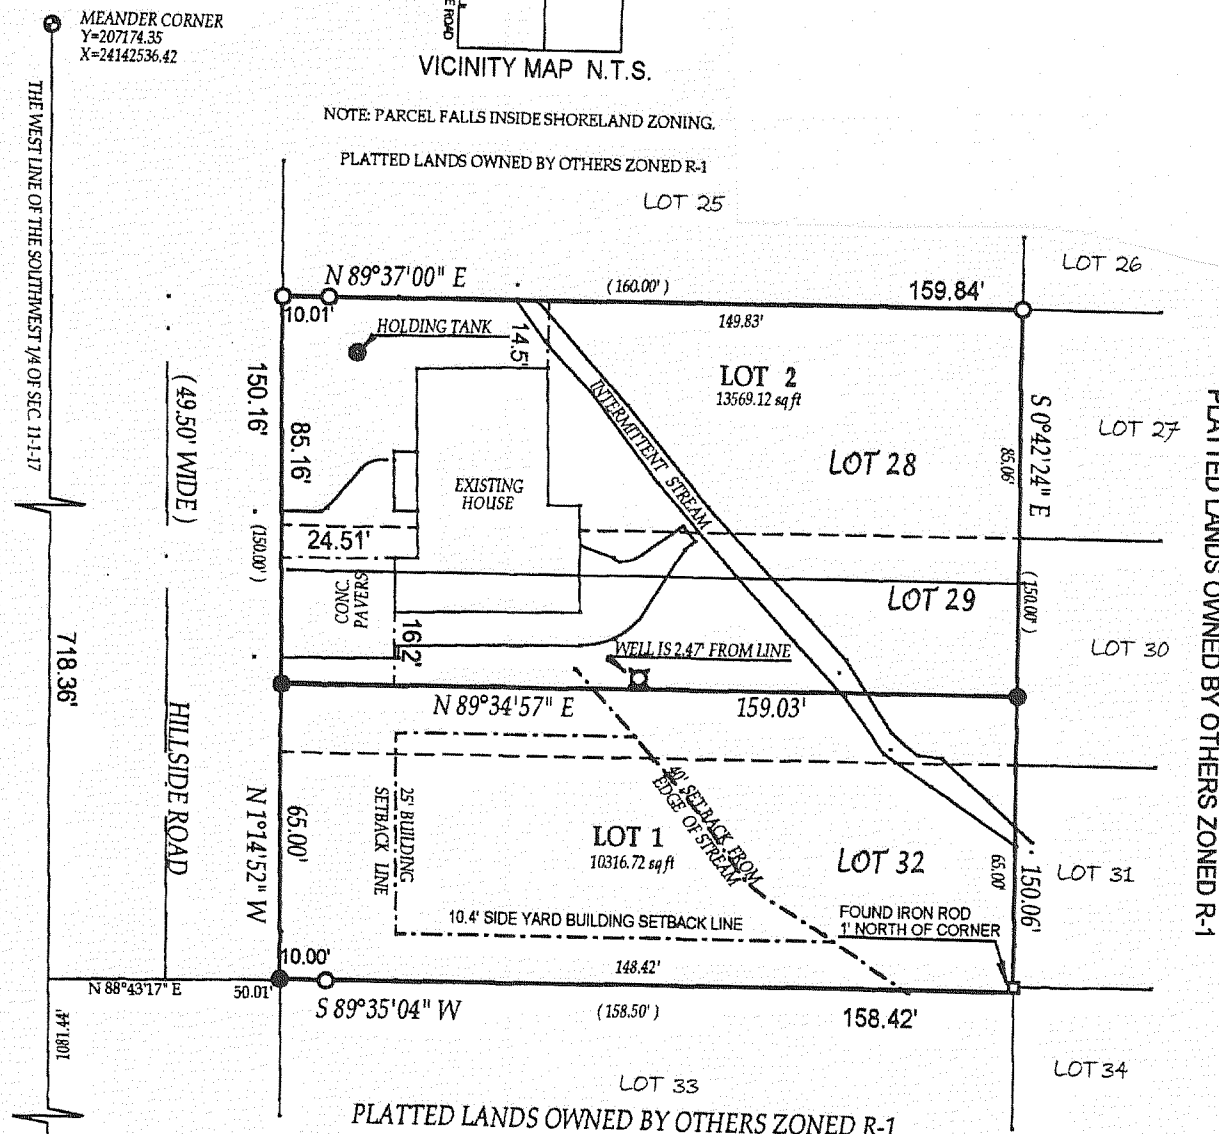 MEANDER CORNER
Y=207174.35
X=24142536.42
E ROAD
VICINITY MAP N.T.S.
NOTE: PARCEL FALLS INSIDE SHORELAND ZONING.
PLATTED LANDS OWNED BY OTHERS ZONED R-1
LOT 25
LOT 26
N 89°37'00" E
(160.00')
159.84'
10.01'
149.83'
HOLDING TANK
14.5'
LOT 2
13569.12 sq ft
THE WEST LINE OF THE SOUTHWEST 1/4 OF SEC. 11-1-17
(49.50' WIDE)
150.16'
85.16'
INTERMITTENT STREAM
LOT 28
S 0°42'24" E
85.06'
LOT 27
PLATTED LANDS OWNED BY OTHERS ZONED R-1
EXISTING
HOUSE
24.51'
(150.00')
CONC.
PAVERS
LOT 29
(150.00')
16.2'
WELL IS 2.47' FROM LINE
LOT 30
718.36'
N 89°34'57" E
159.03'
HILLSIDE ROAD
N 1°14'52" W
65.00'
25' BUILDING
SETBACK LINE
40' SETBACK FROM
EDGE OF STREAM
LOT 1
10316.72 sq ft
LOT 32
65.00'
150.06'
LOT 31
10.4' SIDE YARD BUILDING SETBACK LINE
FOUND IRON ROD
1' NORTH OF CORNER
10.00'
148.42'
N 88°43'17" E
50.01'
S 89°35'04" W
(158.50')
158.42'
1081.44'
LOT 33
LOT 34
PLATTED LANDS OWNED BY OTHERS ZONED R-1